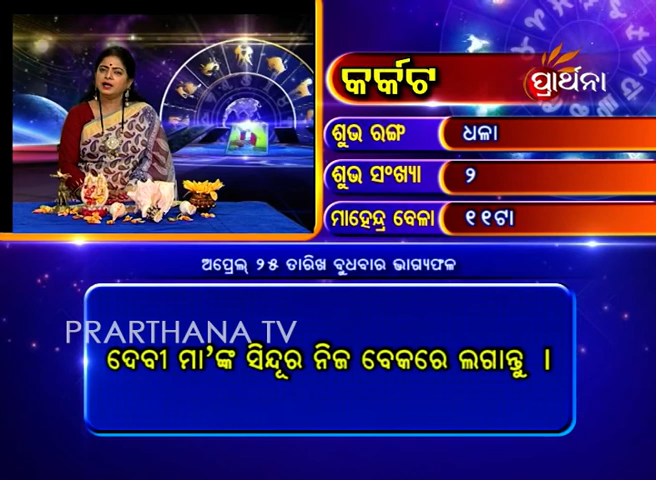 କର୍କଟ
ପ୍ରାର୍ଥନା
ଶୁଭ ରଙ୍ଗ ଧଳା
ଶୁଭ ସଂଖ୍ୟା ୨
ମାହେନ୍ଦ୍ର ବେଳା ୧୧ଟା
ଅପ୍ରେଲ୍ ୨୫ ତାରିଖ ବୁଧବାର ଭାଗ୍ୟଫଳ
PRARTHANA TV
ଦେବୀ ମା’ଙ୍କ ସିନ୍ଦୂର ନିଜ ବେକରେ ଲଗାନ୍ତୁ ।